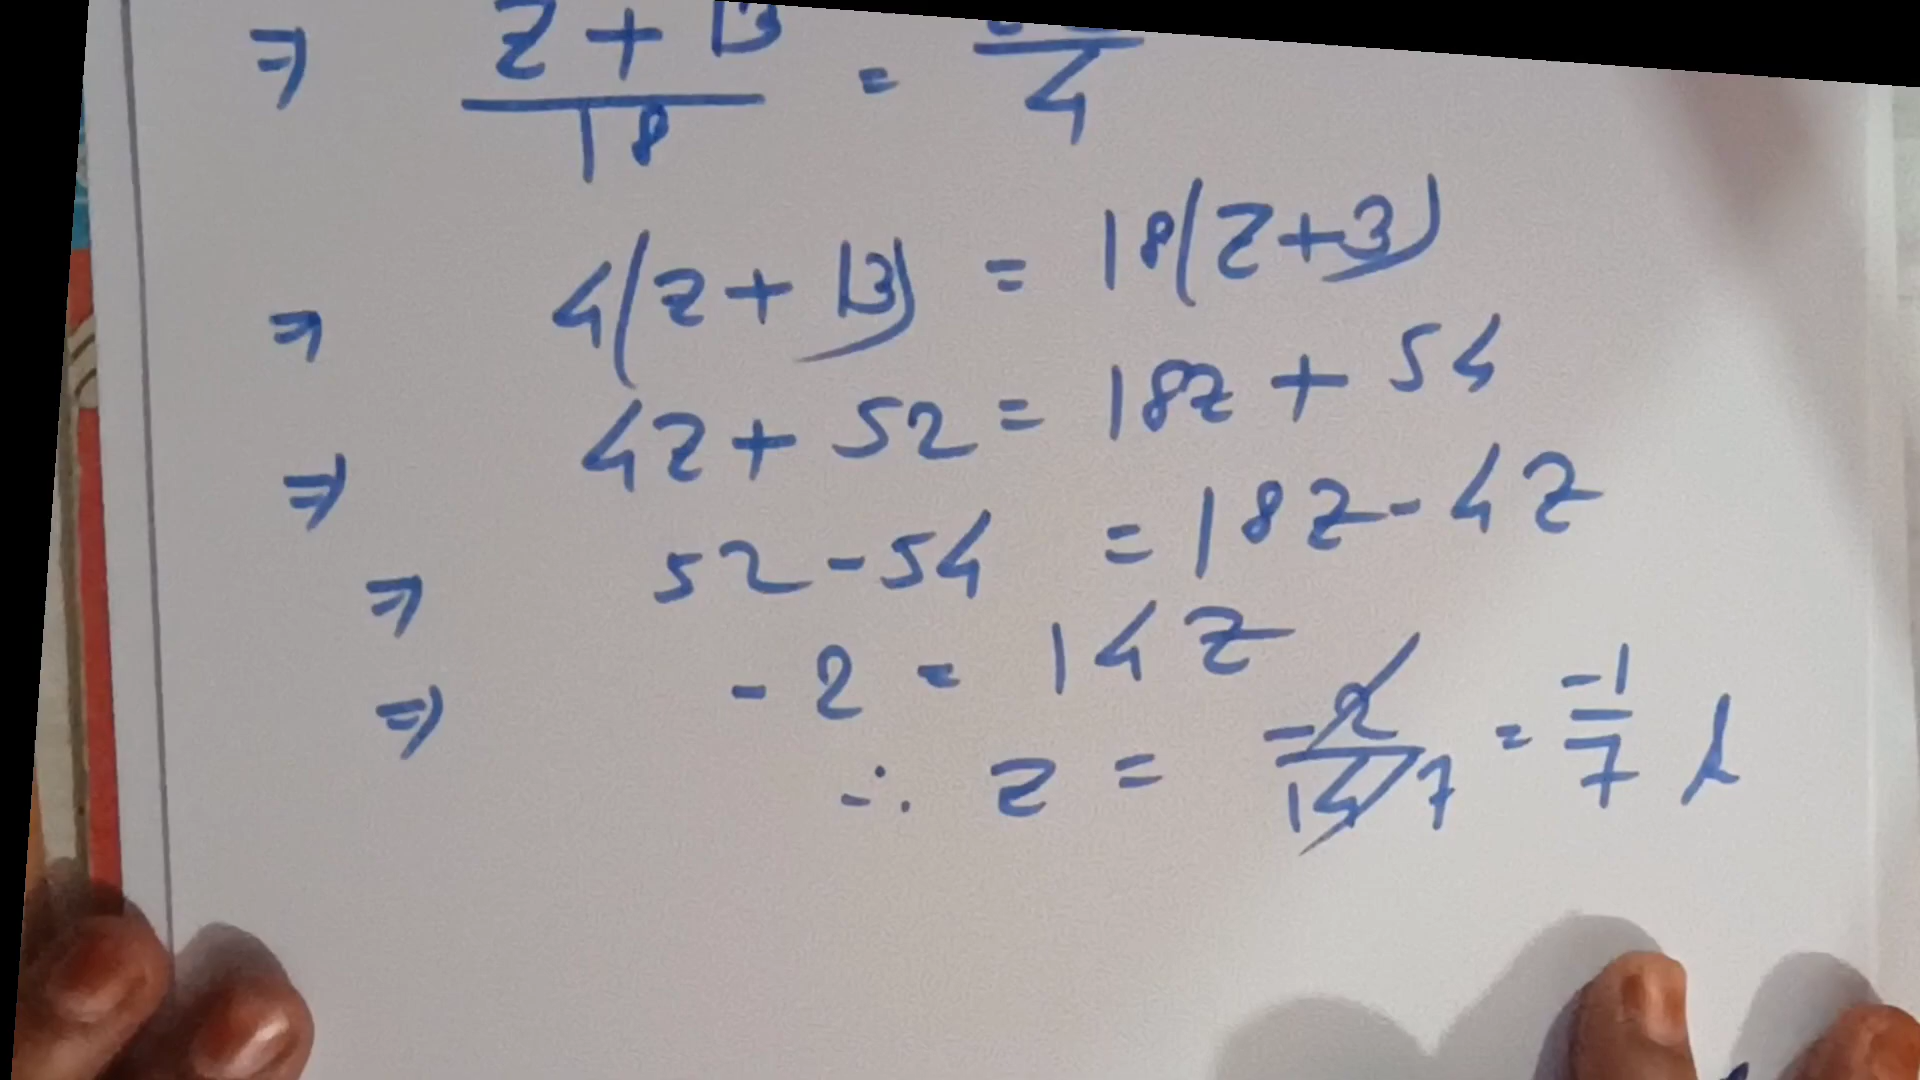 ⇒ z + 13 / 18 = / 4
⇒ 4(z + 13) = 18(z+3)
⇒ 4z + 52 = 18z + 54
⇒ 52 - 54 = 18z - 4z
⇒ - 2 = 14z
∴ z = -2/14 7 = -1/7